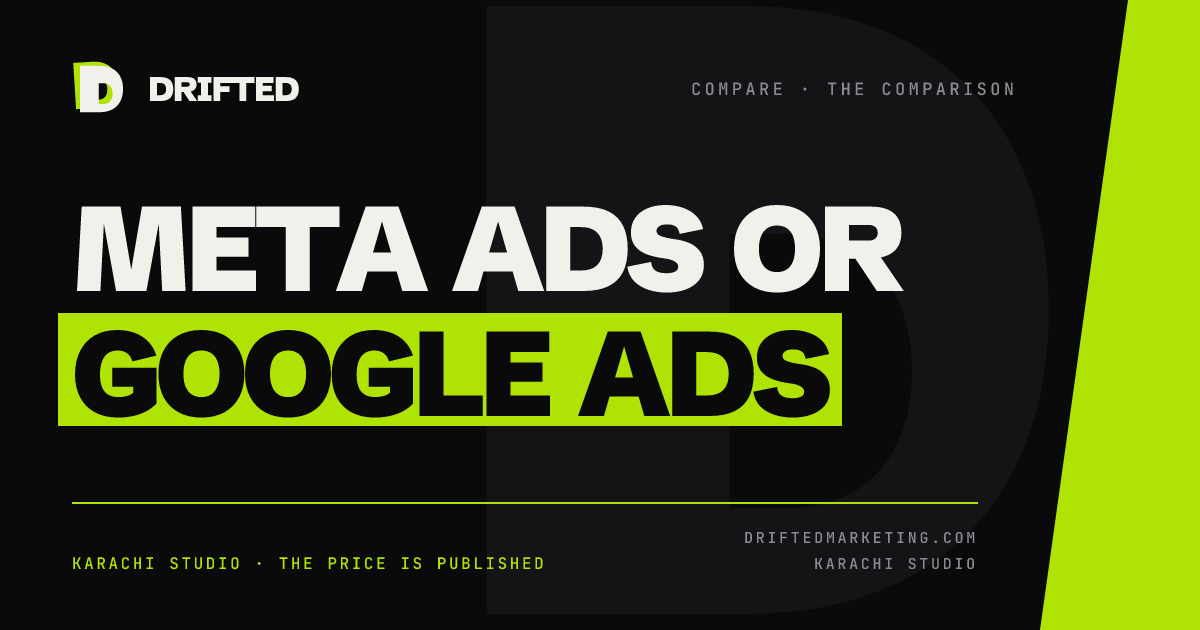 DRIFTED
COMPARE · THE COMPARISON
META ADS OR
GOOGLE ADS
DRIFTEDMARKETING.COM
KARACHI STUDIO · THE PRICE IS PUBLISHED
KARACHI STUDIO